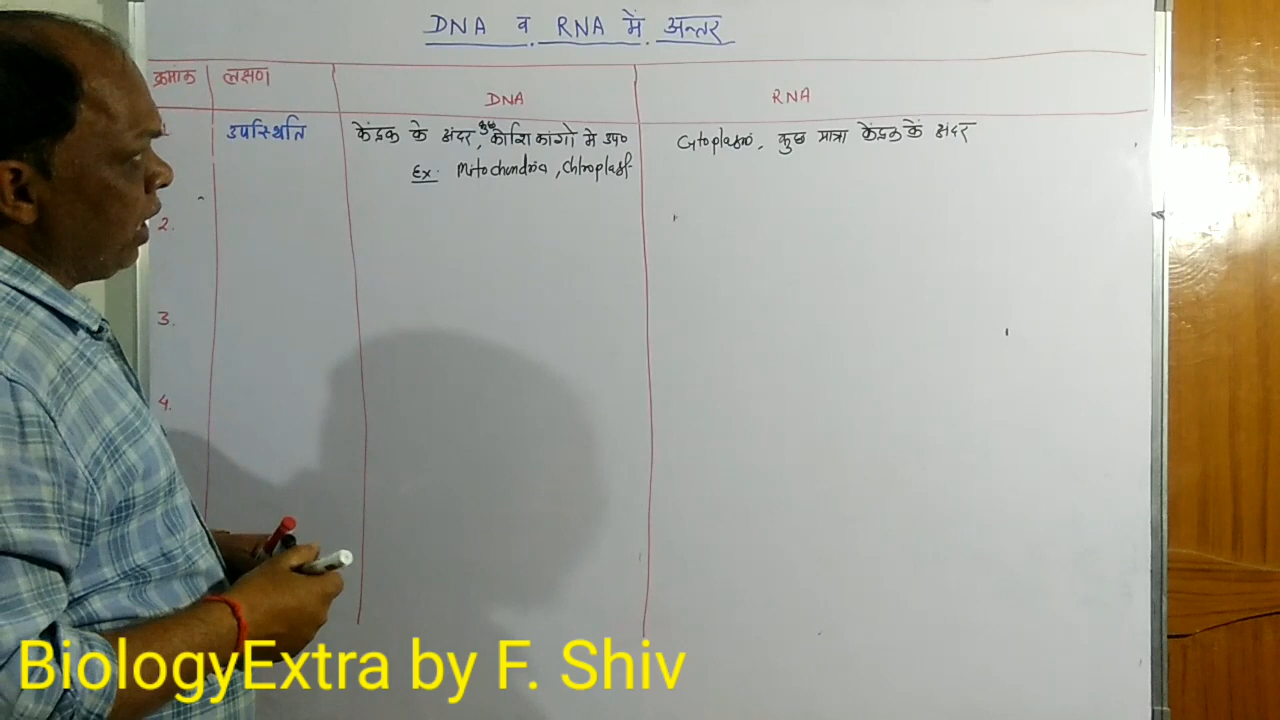 DNA व RNA में अन्तर
क्रमांक लक्षण DNA RNA
1 उपस्थिति केंद्रक के अंदर, कुछ कोशिकांगो मे उप० Cytoplasm, कुछ मात्रा केंद्रक कें अंदर
Ex. Mitochondria, Chloroplast
2.
3.
4.
BiologyExtra by F. Shiv